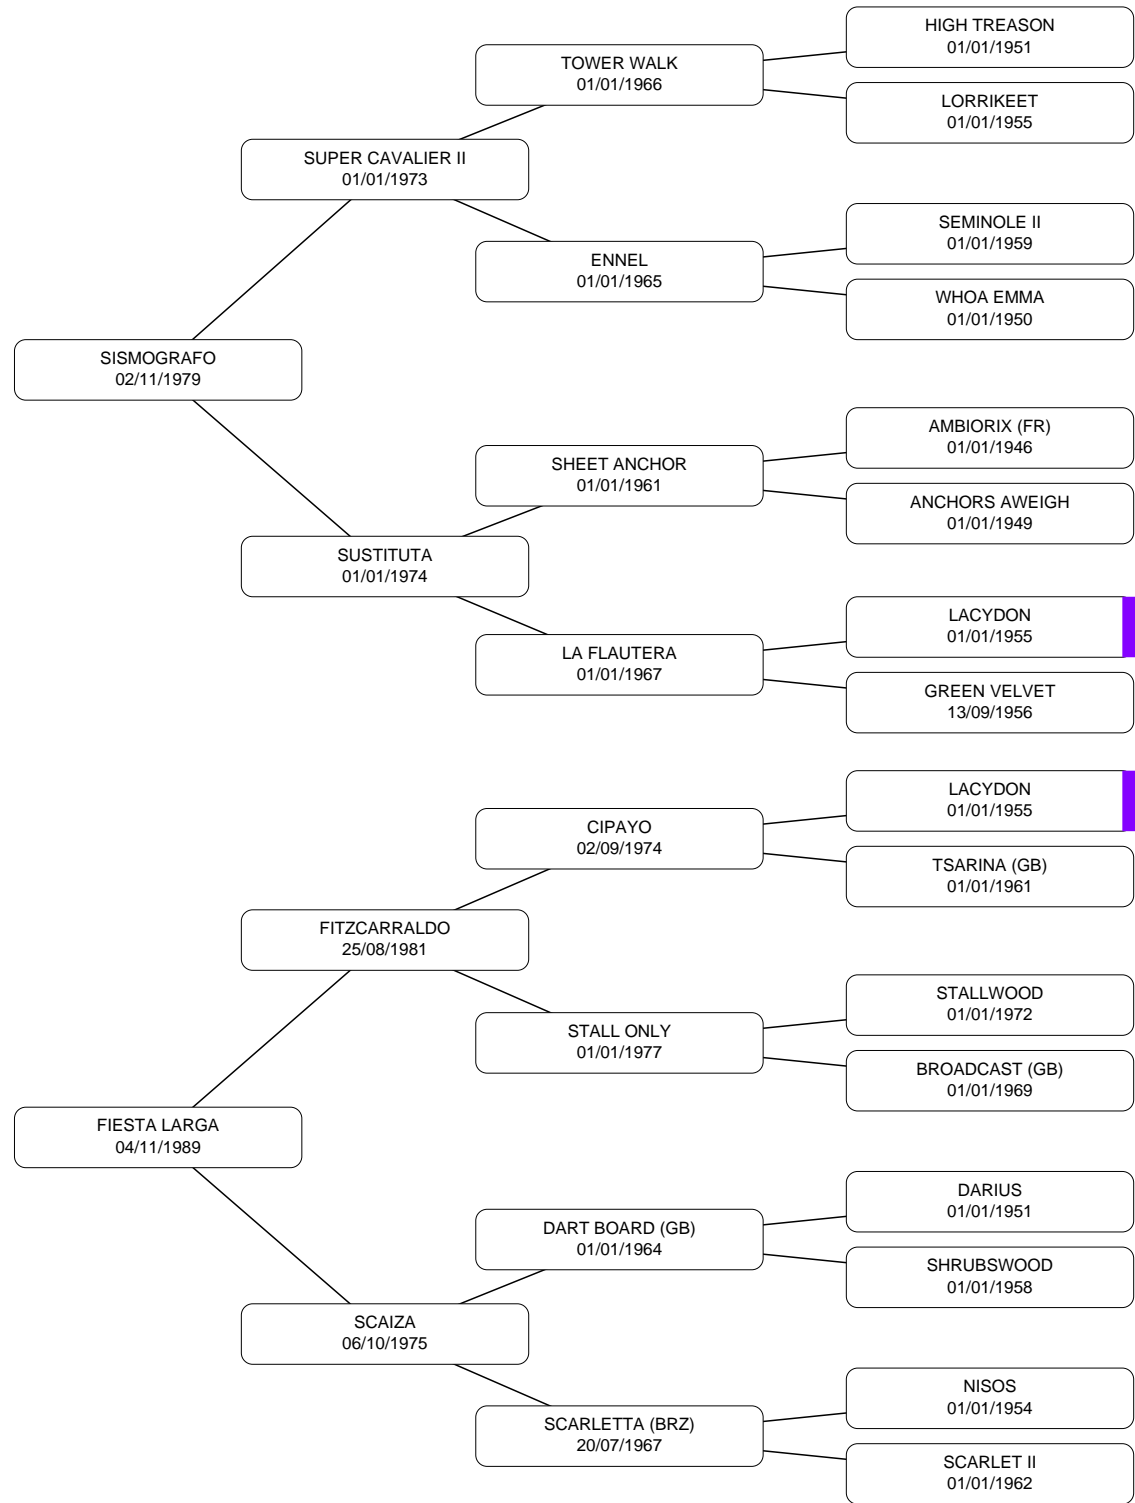 HIGH TREASON
01/01/1951
TOWER WALK
01/01/1966
LORRIKEET
01/01/1955
SUPER CAVALIER II
01/01/1973
SEMINOLE II
01/01/1959
ENNEL
01/01/1965
WHOA EMMA
01/01/1950
SISMOGRAFO
02/11/1979
AMBIORIX (FR)
01/01/1946
SHEET ANCHOR
01/01/1961
ANCHORS AWEIGH
01/01/1949
SUSTITUTA
01/01/1974
LACYDON
01/01/1955
LA FLAUTERA
01/01/1967
GREEN VELVET
13/09/1956
LACYDON
01/01/1955
CIPAYO
02/09/1974
TSARINA (GB)
01/01/1961
FITZCARRALDO
25/08/1981
STALLWOOD
01/01/1972
STALL ONLY
01/01/1977
BROADCAST (GB)
01/01/1969
FIESTA LARGA
04/11/1989
DARIUS
01/01/1951
DART BOARD (GB)
01/01/1964
SHRUBSWOOD
01/01/1958
SCAIZA
06/10/1975
NISOS
01/01/1954
SCARLETTA (BRZ)
20/07/1967
SCARLET II
01/01/1962